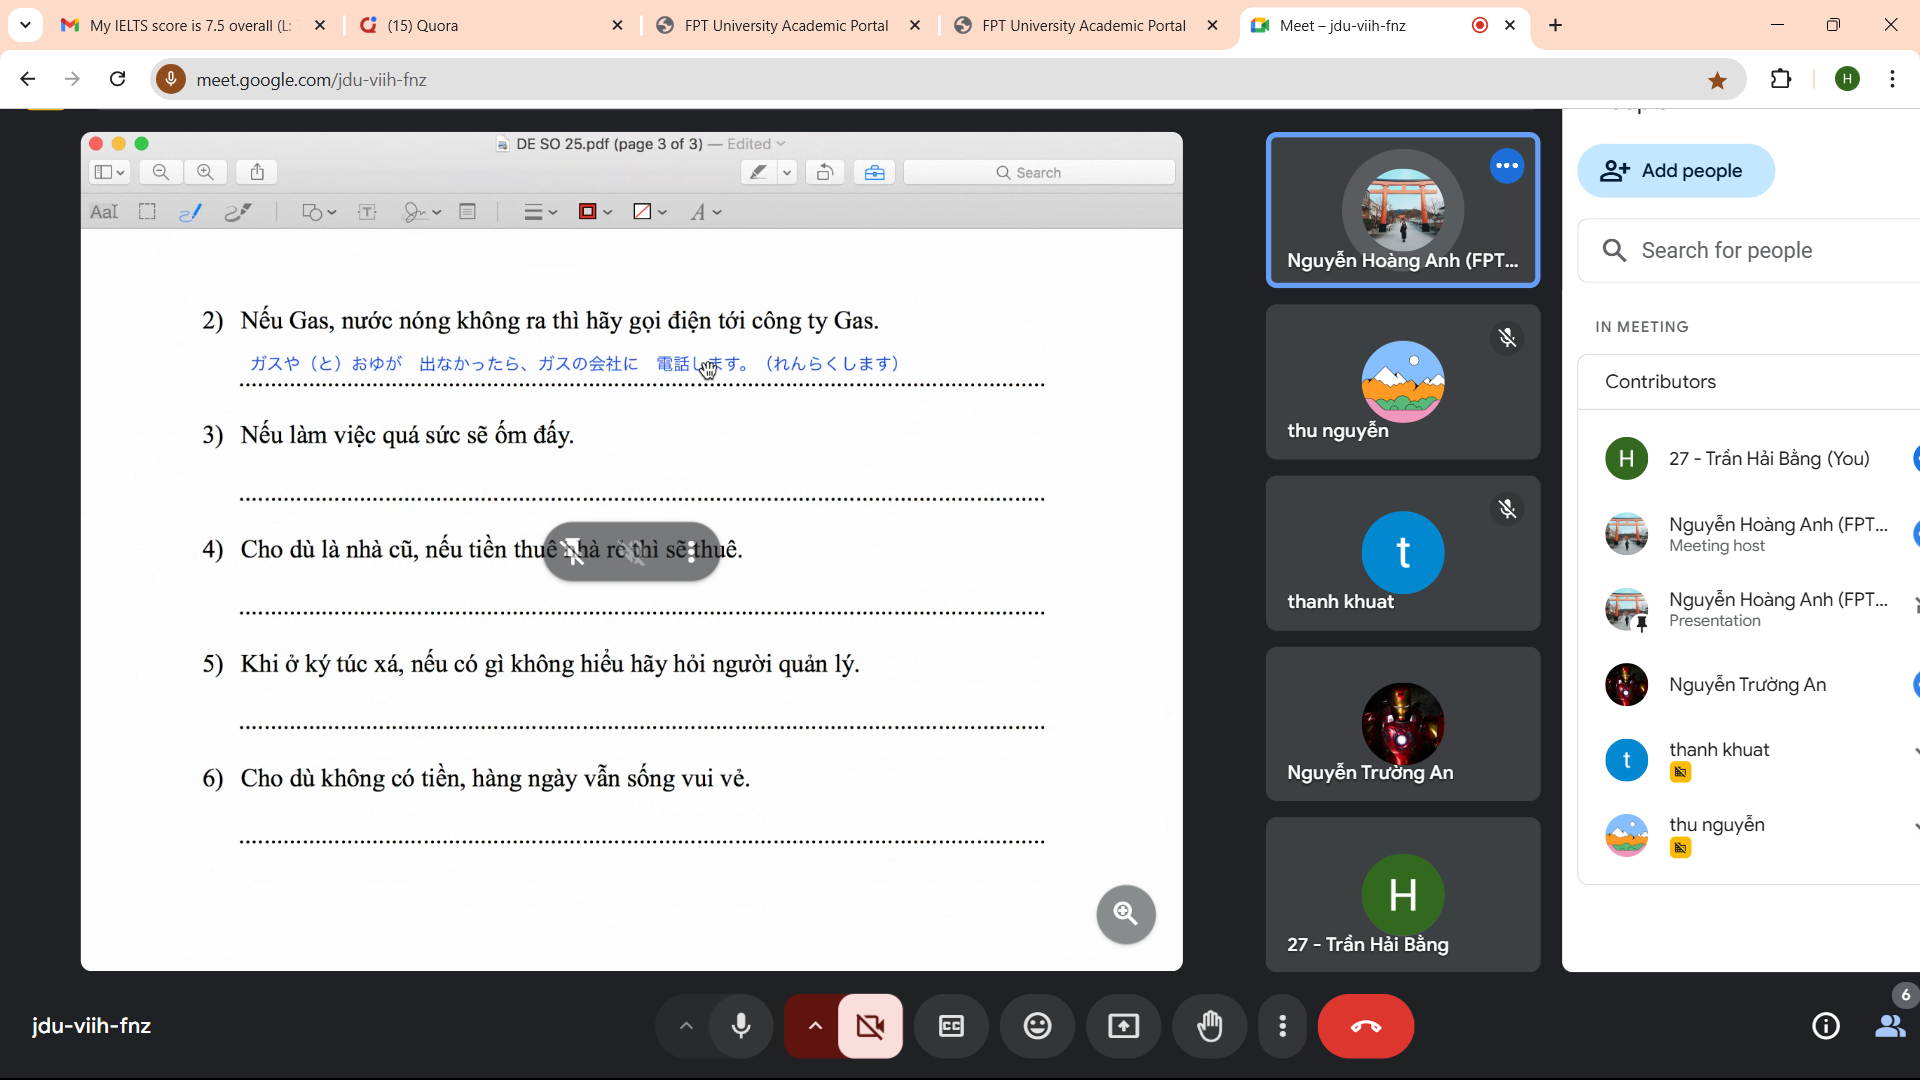 My IELTS score is 7.5 overall (L:
(15) Quora
FPT University Academic Portal
FPT University Academic Portal
Meet – jdu-viih-fnz
meet.google.com/jdu-viih-fnz
H
DE SO 25.pdf (page 3 of 3) — Edited
Search
AaI
T
A
2) Nếu Gas, nước nóng không ra thì hãy gọi điện tới công ty Gas.
ガスや（と）おゆが 出なかったら、ガスの会社に 電話します。（れんらくします）
3) Nếu làm việc quá sức sẽ ốm đấy.
4) Cho dù là nhà cũ, nếu tiền thuê nhà rẻ thì sẽ thuê.
5) Khi ở ký túc xá, nếu có gì không hiểu hãy hỏi người quản lý.
6) Cho dù không có tiền, hàng ngày vẫn sống vui vẻ.
Nguyễn Hoàng Anh (FPT...
thu nguyễn
t
thanh khuat
Nguyễn Trường An
H
27 - Trần Hải Bằng
Add people
Search for people
IN MEETING
Contributors
H
27 - Trần Hải Bằng (You)
Nguyễn Hoàng Anh (FPT...
Meeting host
Nguyễn Hoàng Anh (FPT...
Presentation
Nguyễn Trường An
t
thanh khuat
thu nguyễn
jdu-viih-fnz
CC
6